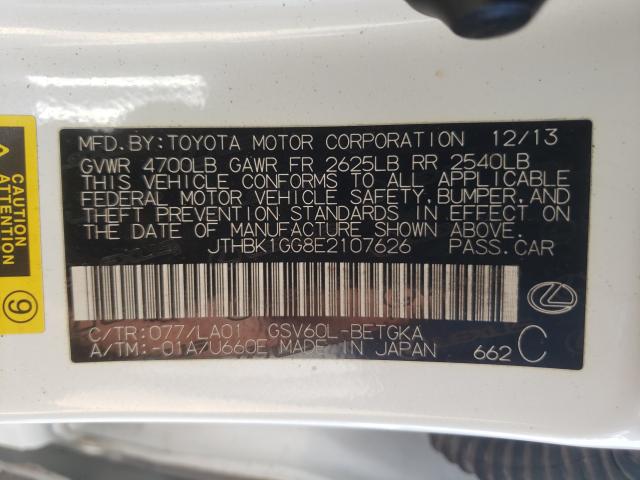 MFD.BY:TOYOTA MOTOR CORPORATION 12/13
GVWR 4700LB GAWR FR 2625LB RR 2540LB
THIS VEHICLE CONFORMS TO ALL APPLICABLE
FEDERAL MOTOR VEHICLE SAFETY, BUMPER, AND
THEFT PREVENTION STANDARDS IN EFFECT ON
THE DATE OF MANUFACTURE SHOWN ABOVE.
JTHBK1GG8E2107626 PASS.CAR
C/TR:077/LA01 GSV60L-BETGKA
A/TM:-01A/U660E MADE IN JAPAN 662 C
CAUTION
ATTENTION
9